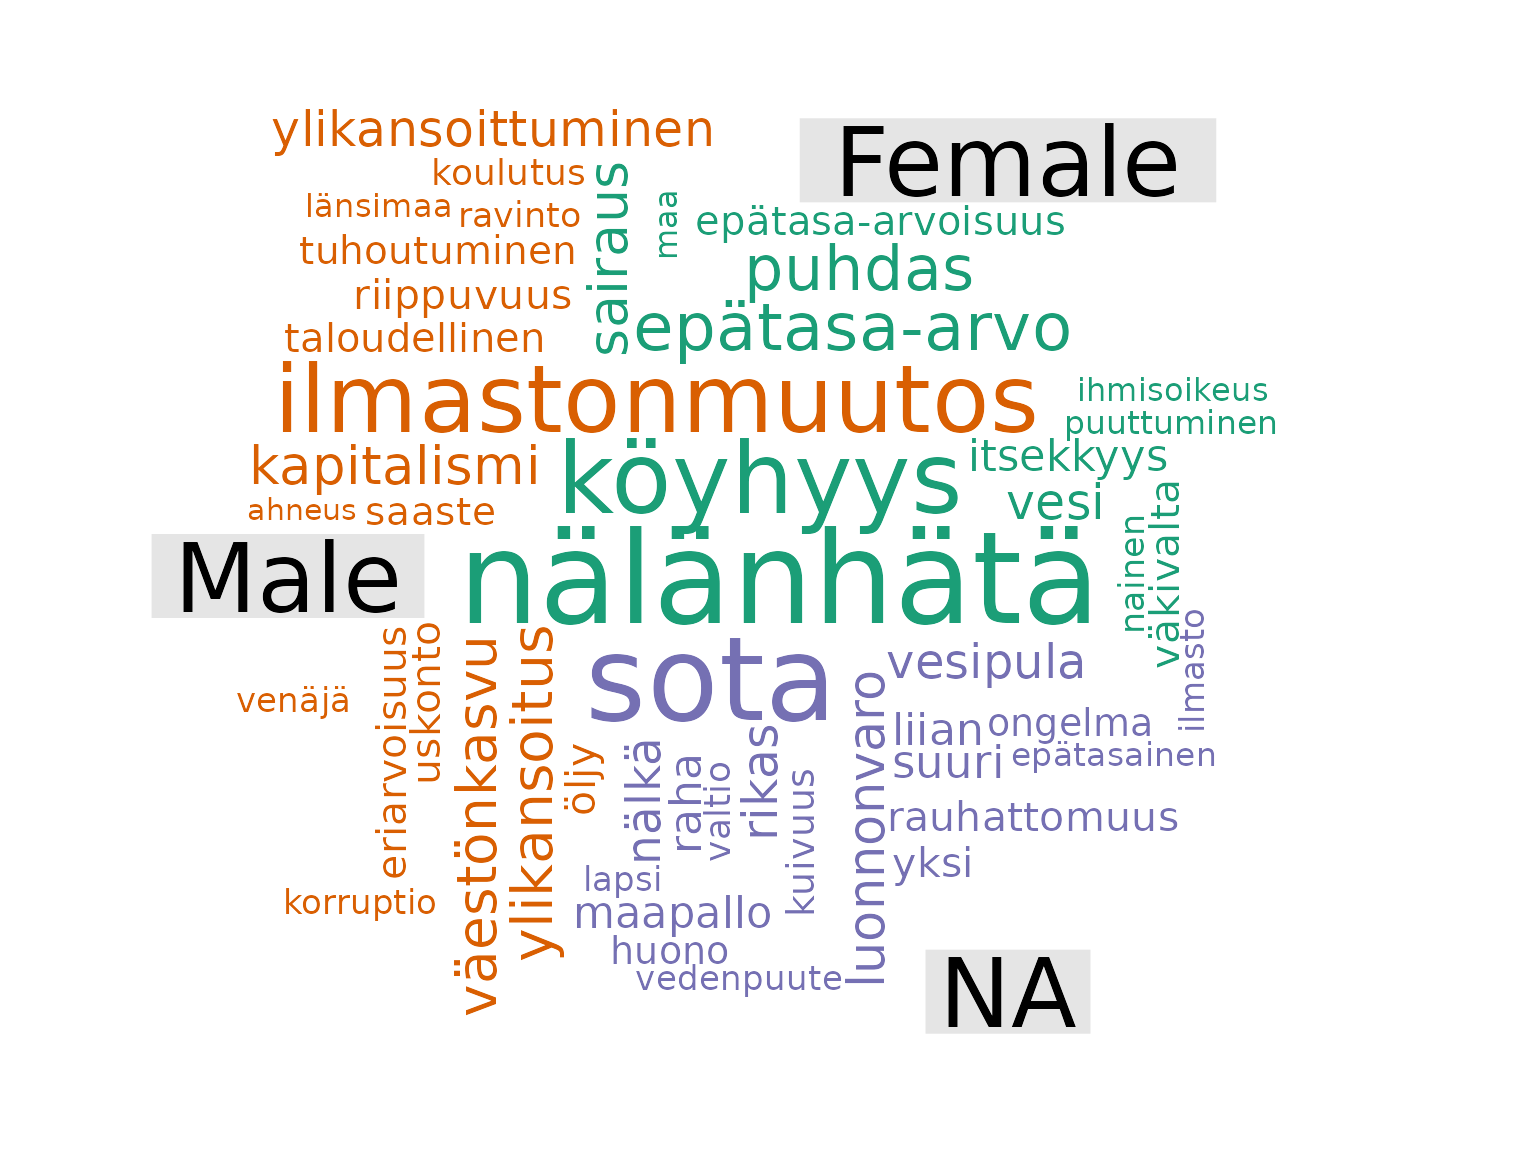 ylikansoittuminen
Female
koulutus
sairaus
maa
länsimaa
ravinto
epätasa-arvoisuus
tuhoutuminen
puhdas
riippuvuus
epätasa-arvo
taloudellinen
ilmastonmuutos
ihmisoikeus
puuttuminen
kapitalismi
köyhyys
itsekkyys
vesi
ahneus
saaste
nainen
väkivalta
Male
nälänhätä
eriarvoisuus
uskonto
väestönkasvu
ylikansoitus
sota
vesipula
ilmasto
venäjä
luonnonvaro
liian
ongelma
suuri
epätasainen
öljy
nälkä
raha
valtio
rikas
kuivuus
rauhattomuus
yksi
lapsi
korruptio
maapallo
huono
vedenpuute
NA